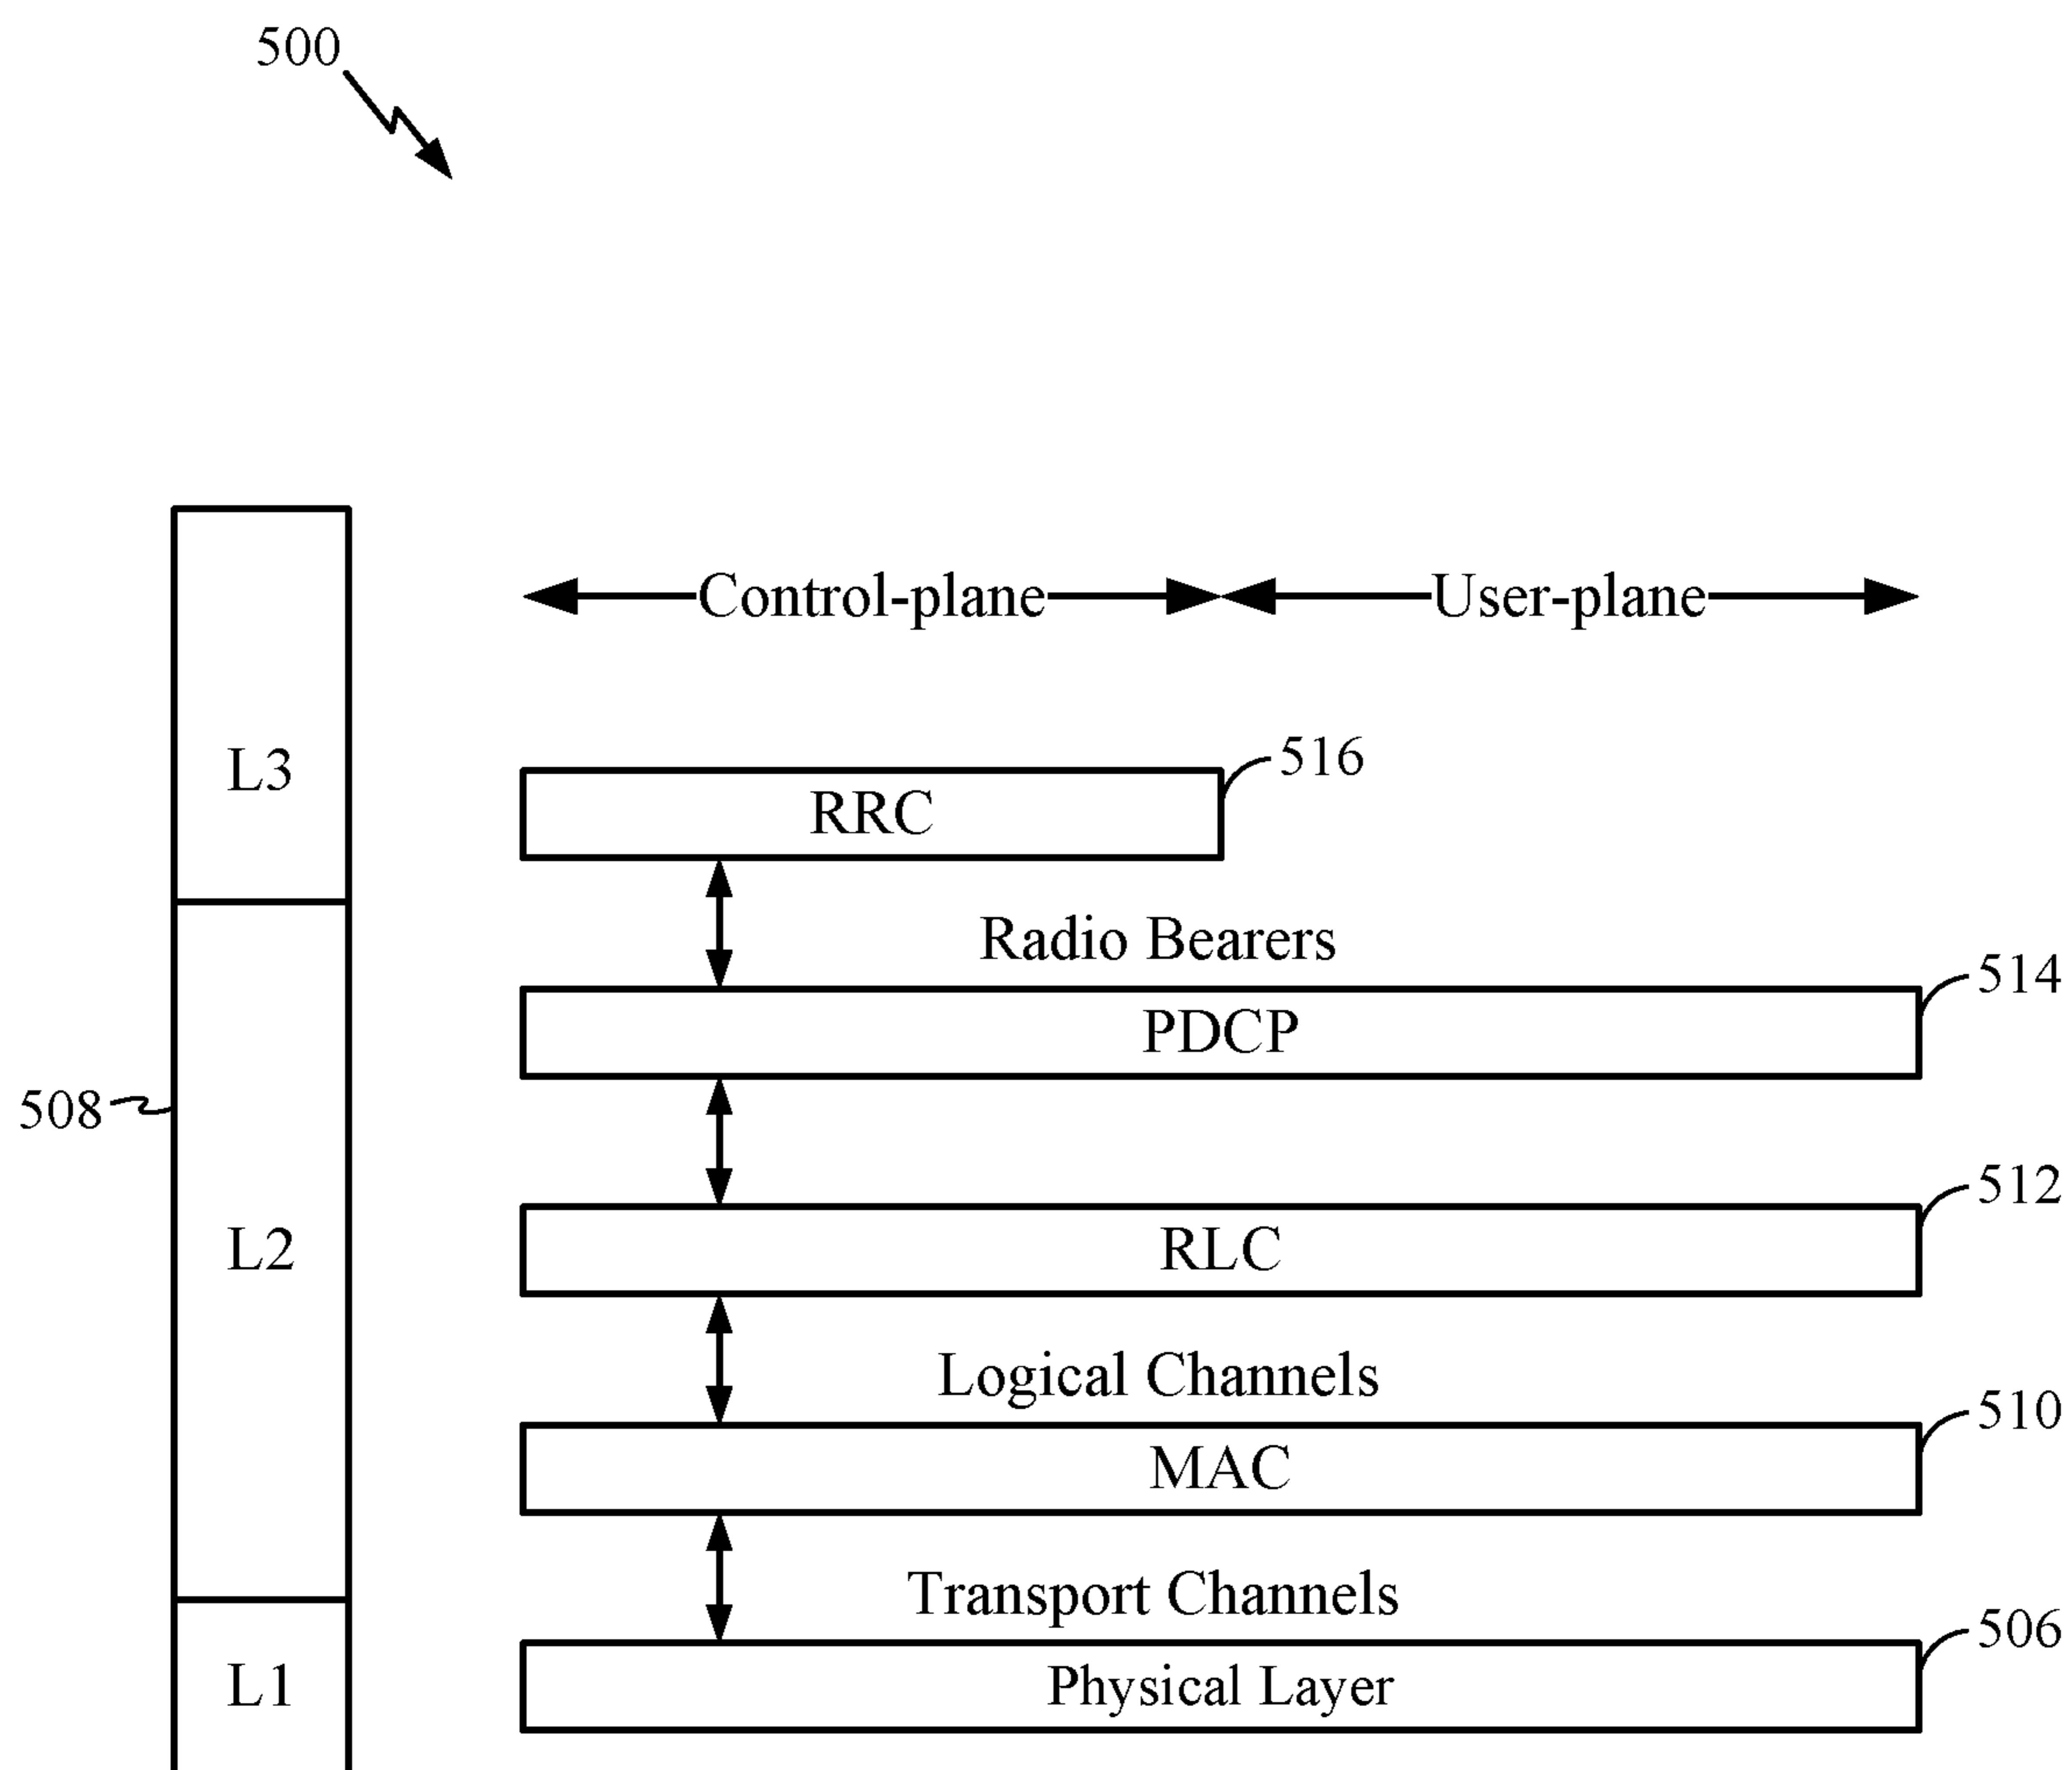 500
Control-plane
User-plane
L3
516
RRC
Radio Bearers
514
PDCP
508
512
L2
RLC
Logical Channels
510
MAC
Transport Channels
506
L1
Physical Layer